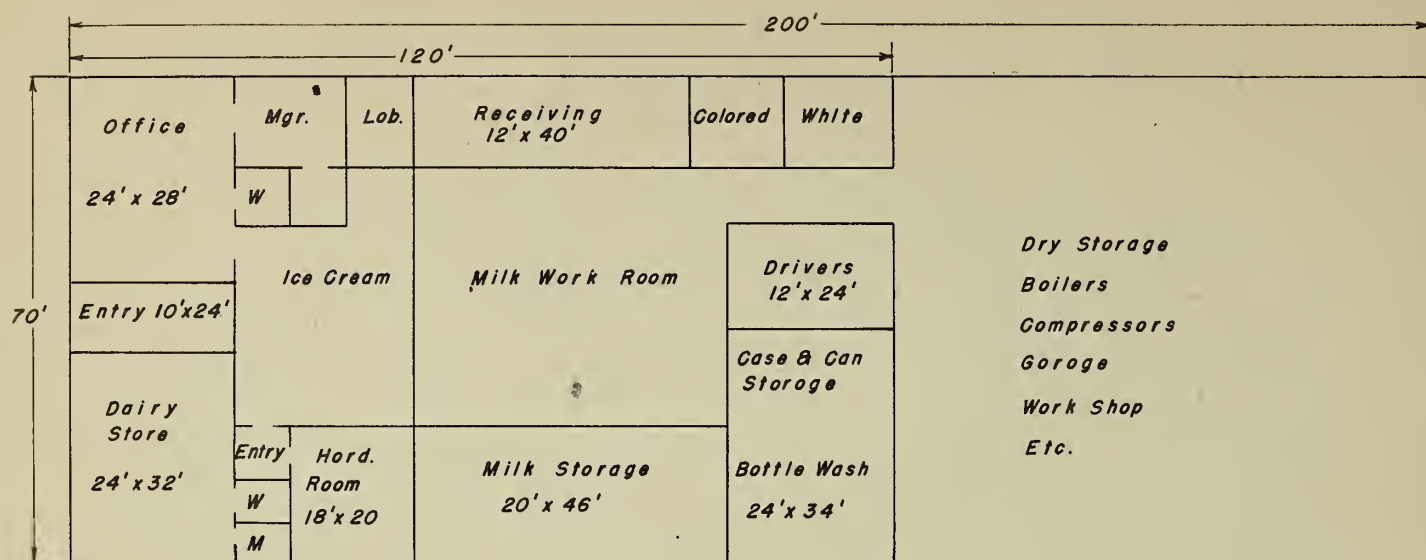 200'
120'
70'
Office
24' x 28'
Mgr.
Lob.
Receiving
12' x 40'
Colored
White
W
Ice Cream
Milk Work Room
Drivers
12' x 24'
Entry 10'x24'
Case & Can
Storoge
Dairy
Store
24' x 32'
Entry
W
M
Hord.
Room
18' x 20
Milk Storage
20' x 46'
Bottle Wash
24' x 34'
Dry Storage
Boilers
Compressors
Goroge
Work Shop
Etc.